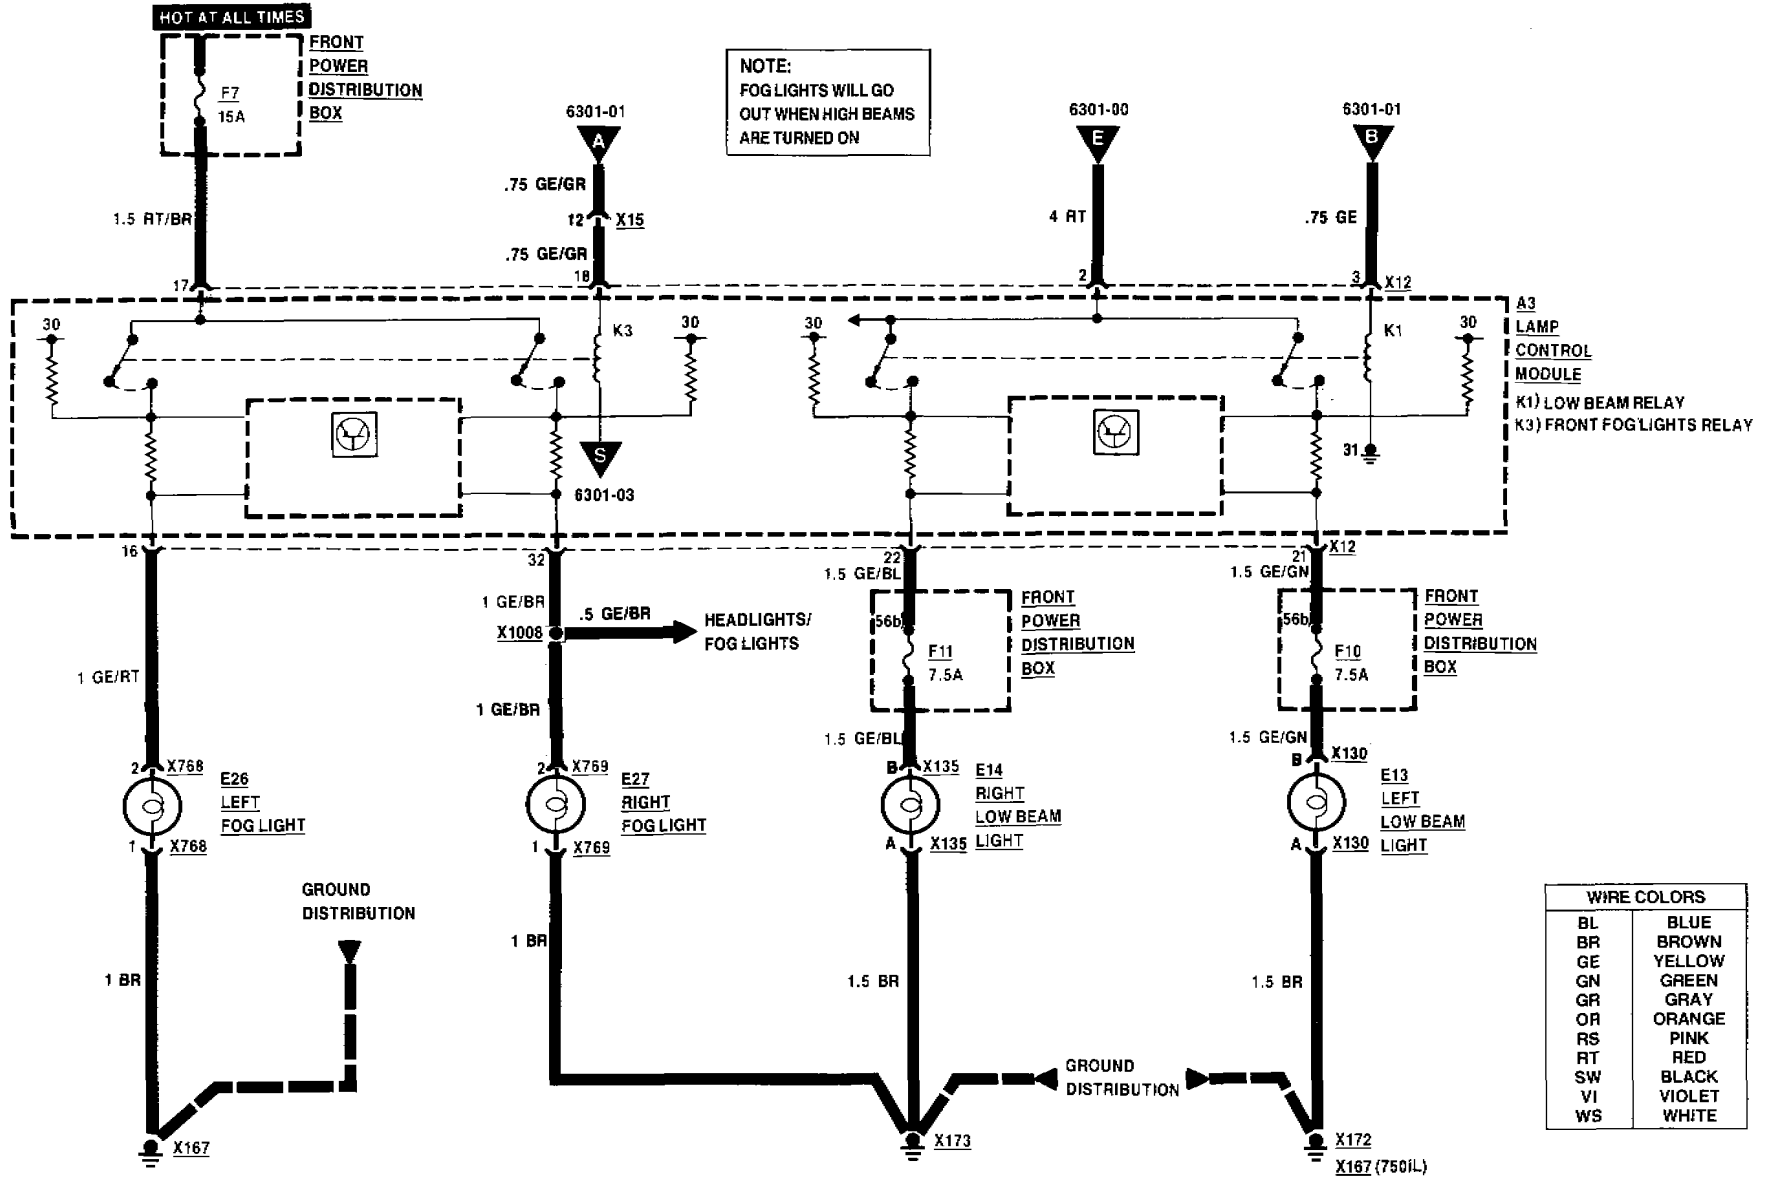 HOT AT ALL TIMES
FRONT
POWER
DISTRIBUTION
BOX
F7
15A
NOTE:
FOG LIGHTS WILL GO
OUT WHEN HIGH BEAMS
ARE TURNED ON
6301-01
A
6301-00
E
6301-01
B
.75 GE/GR
12
X15
.75 GE/GR
1.5 RT/BR
4 RT
.75 GE
17
18
2
3
X12
30
K3
30
30
K1
30
A3
LAMP
CONTROL
MODULE
K1) LOW BEAM RELAY
K3) FRONT FOG LIGHTS RELAY
S
6301-03
31
16
32
22
21
X12
1.5 GE/BL
1.5 GE/GN
1 GE/BR
.5 GE/BR
X1008
HEADLIGHTS/
FOG LIGHTS
56b
F11
7.5A
FRONT
POWER
DISTRIBUTION
BOX
56b
F10
7.5A
FRONT
POWER
DISTRIBUTION
BOX
1 GE/RT
1 GE/BR
1.5 GE/BL
1.5 GE/GN
2
X768
E26
LEFT
FOG LIGHT
1
X768
2
X769
E27
RIGHT
FOG LIGHT
1
X769
B
X135
E14
RIGHT
LOW BEAM
LIGHT
A
X135
B
X130
E13
LEFT
LOW BEAM
LIGHT
A
X130
GROUND
DISTRIBUTION
1 BR
1 BR
1.5 BR
1.5 BR
GROUND
DISTRIBUTION
X167
X173
X172
X167 (750iL)
WIRE COLORS
BL BLUE
BR BROWN
GE YELLOW
GN GREEN
GR GRAY
OR ORANGE
RS PINK
RT RED
SW BLACK
VI VIOLET
WS WHITE